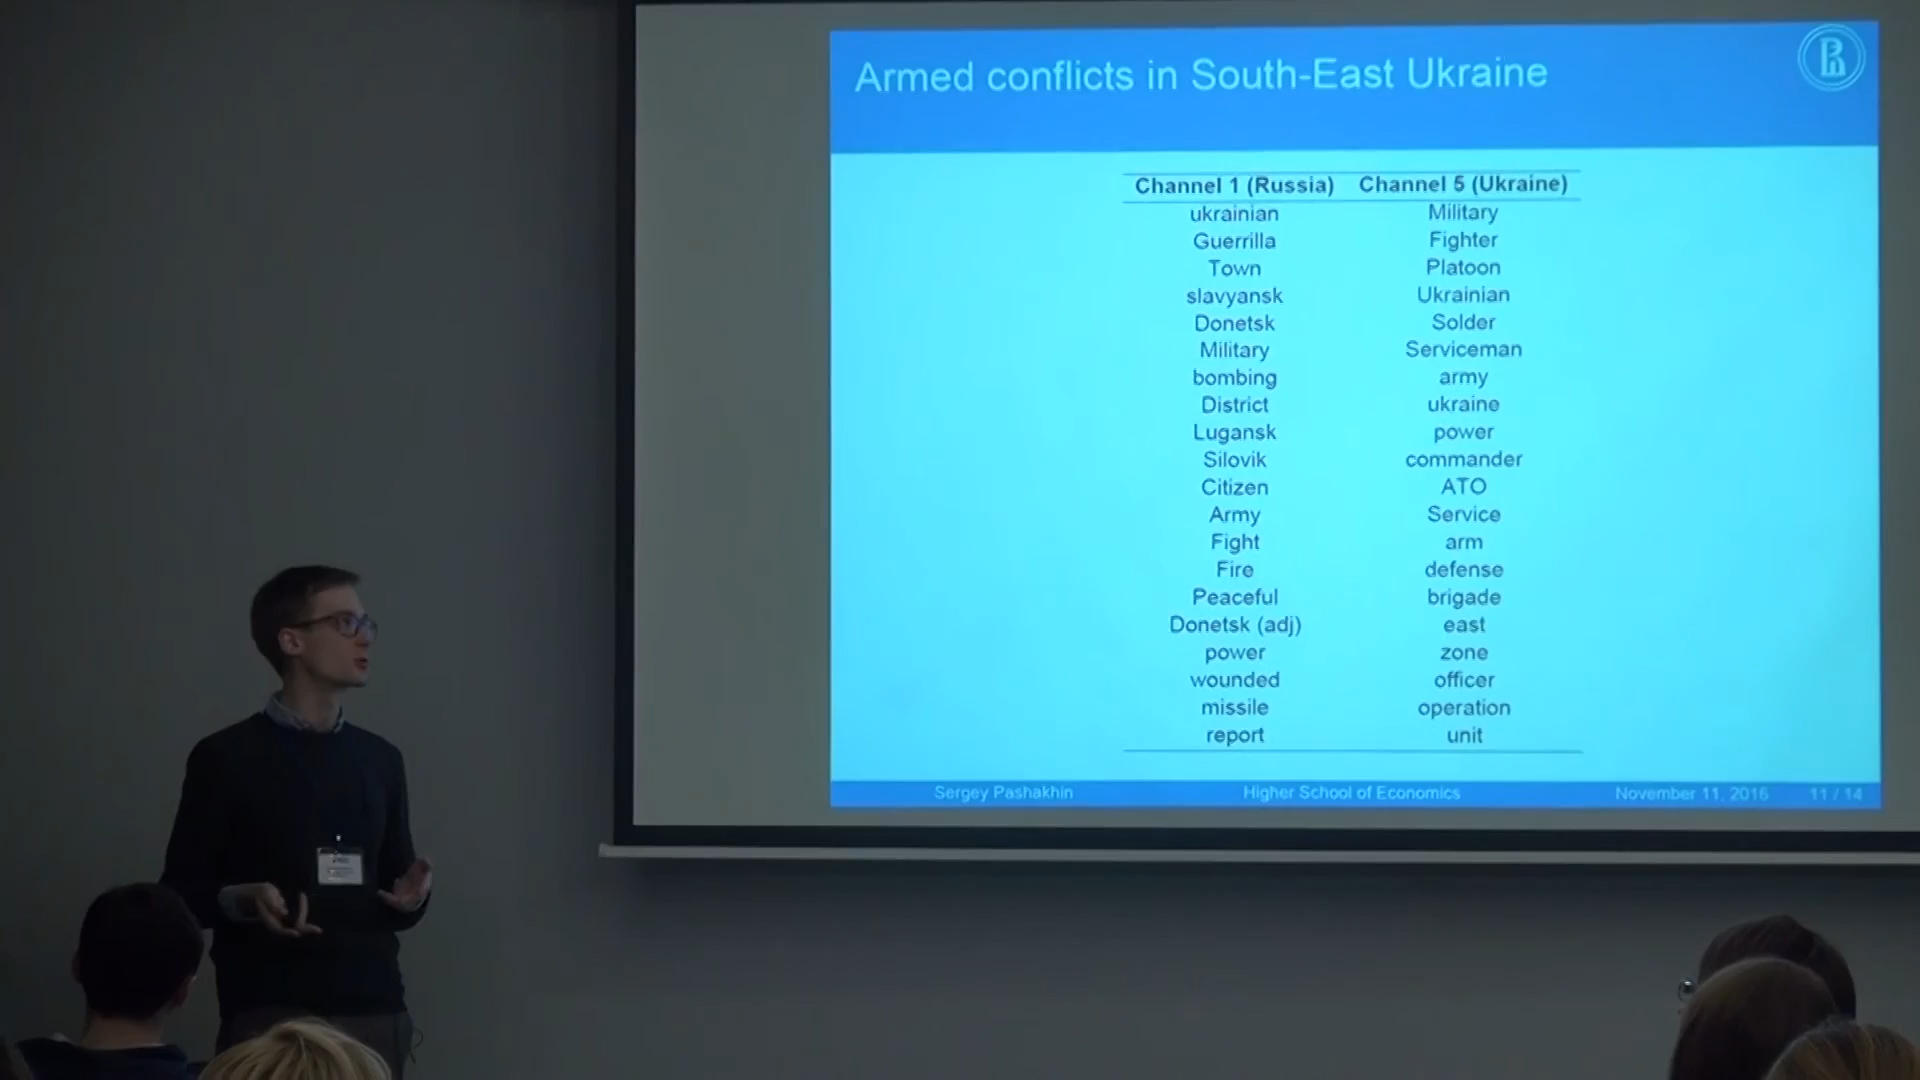 Armed conflicts in South-East Ukraine
Channel 1 (Russia) Channel 5 (Ukraine)
ukrainian Military
Guerrilla Fighter
Town Platoon
slavyansk Ukrainian
Donetsk Solder
Military Serviceman
bombing army
District ukraine
Lugansk power
Silovik commander
Citizen ATO
Army Service
Fight arm
Fire defense
Peaceful brigade
Donetsk (adj) east
power zone
wounded officer
missile operation
report unit
Sergey Pashakhin Higher School of Economics November 11, 2016 11 / 14